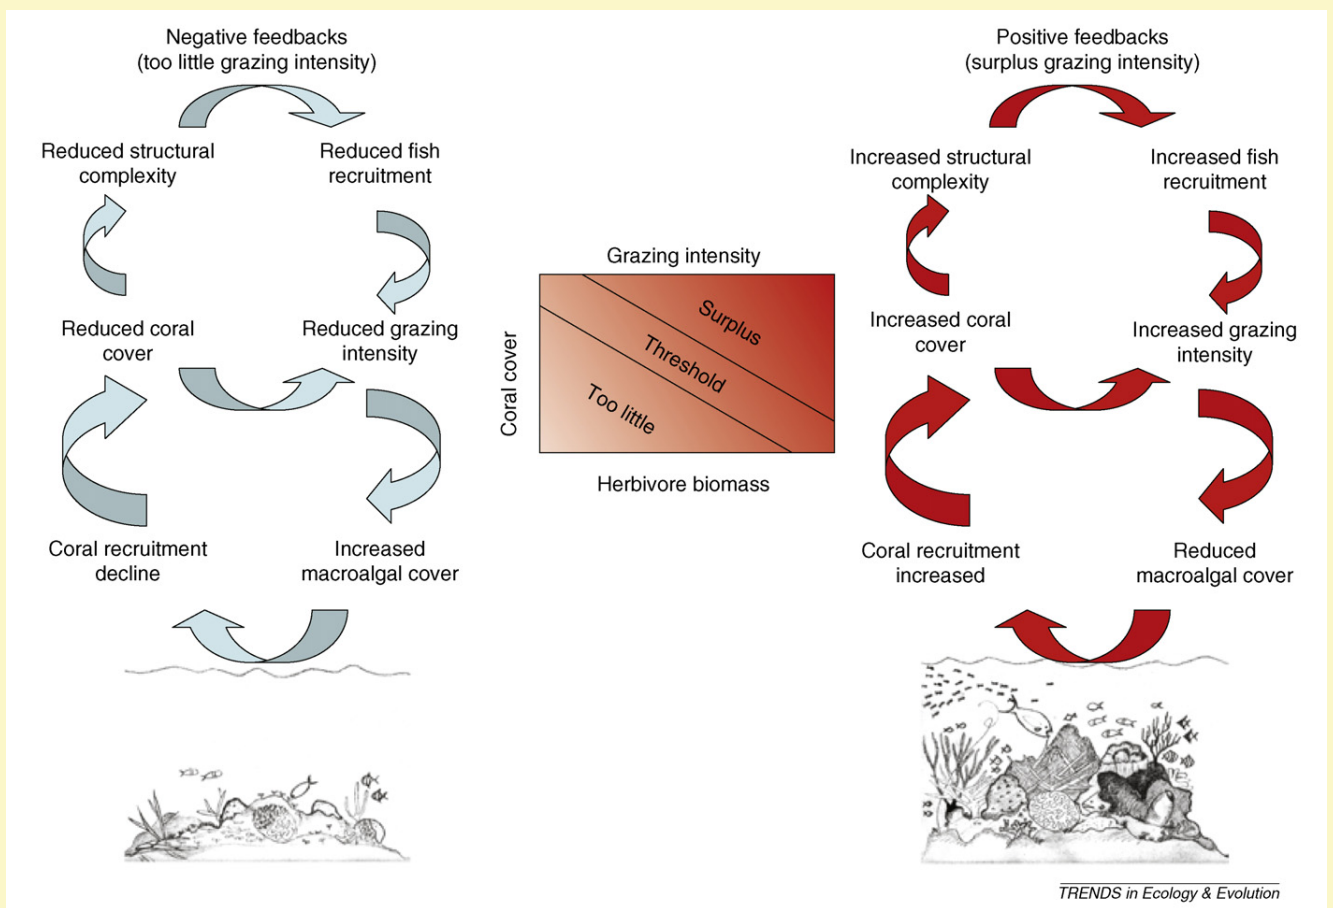 Negative feedbacks
(too little grazing intensity)
Reduced structural
complexity
Reduced fish
recruitment
Reduced coral
cover
Reduced grazing
intensity
Coral recruitment
decline
Increased
macroalgal cover
Grazing intensity
Coral cover
Surplus
Threshold
Too little
Herbivore biomass
Positive feedbacks
(surplus grazing intensity)
Increased structural
complexity
Increased fish
recruitment
Increased coral
cover
Increased grazing
intensity
Coral recruitment
increased
Reduced
macroalgal cover
TRENDS in Ecology & Evolution